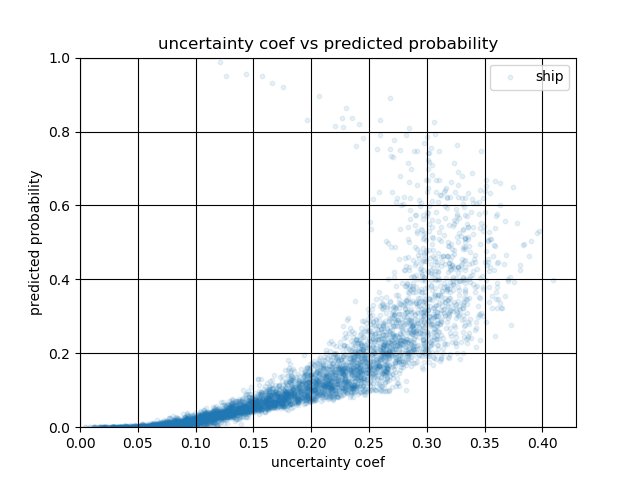 uncertainty coef vs predicted probability
ship
1.0
0.8
0.6
0.4
0.2
0.0
predicted probability
0.00 0.05 0.10 0.15 0.20 0.25 0.30 0.35 0.40
uncertainty coef